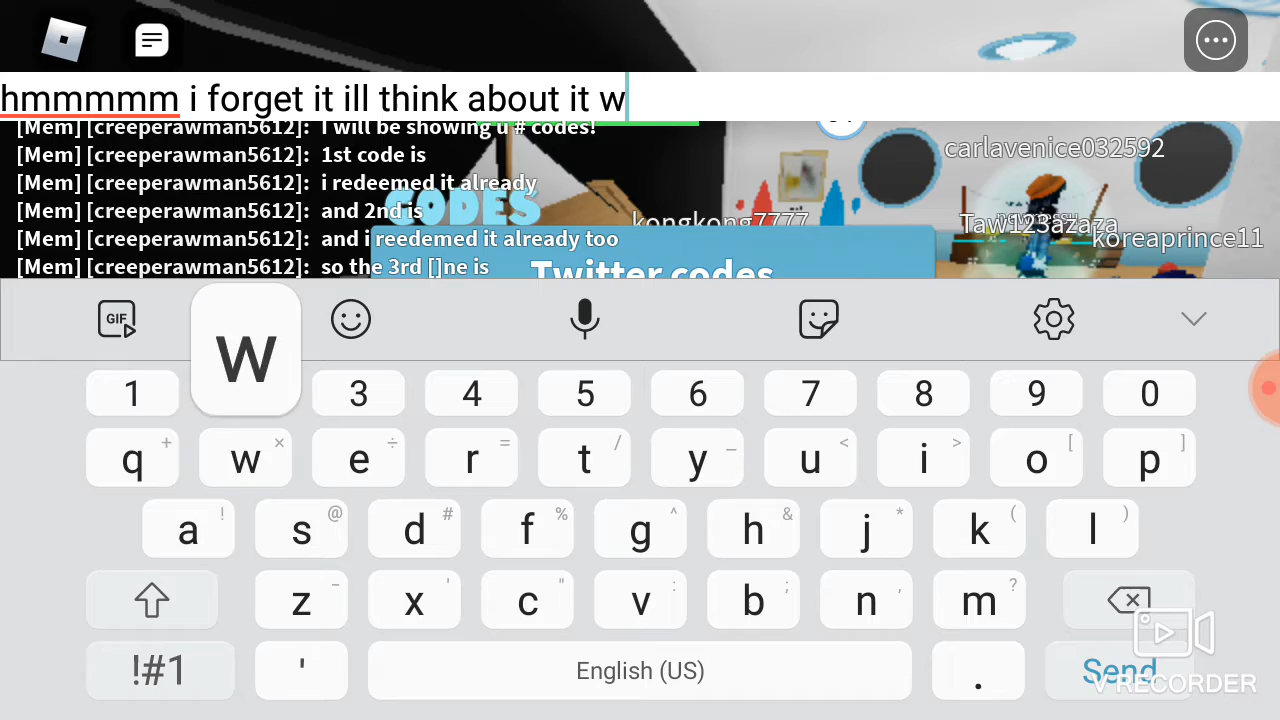 hmmmmm i forget it ill think about it w
[Mem] [creeperawman5612]: I will be showing u # codes!
[Mem] [creeperawman5612]: 1st code is
carlavenice032592
[Mem] [creeperawman5612]: i redeemed it already
[Mem] [creeperawman5612]: and 2nd is
CODES
kongkong7777
Taw123azaza
[Mem] [creeperawman5612]: and i reedemed it already too
koreaprince11
[Mem] [creeperawman5612]: so the 3rd []ne is
Twitter codes
GIF
W
1 3 4 5 6 7 8 9 0
q + w × e ÷ r = t / y _ u < i > o [ p ]
a ! s @ d # f % g ^ h & j * k ( l )
z - x ' c " v : b ; n , m ?
!#1 ' English (US) . Send
V RECORDER